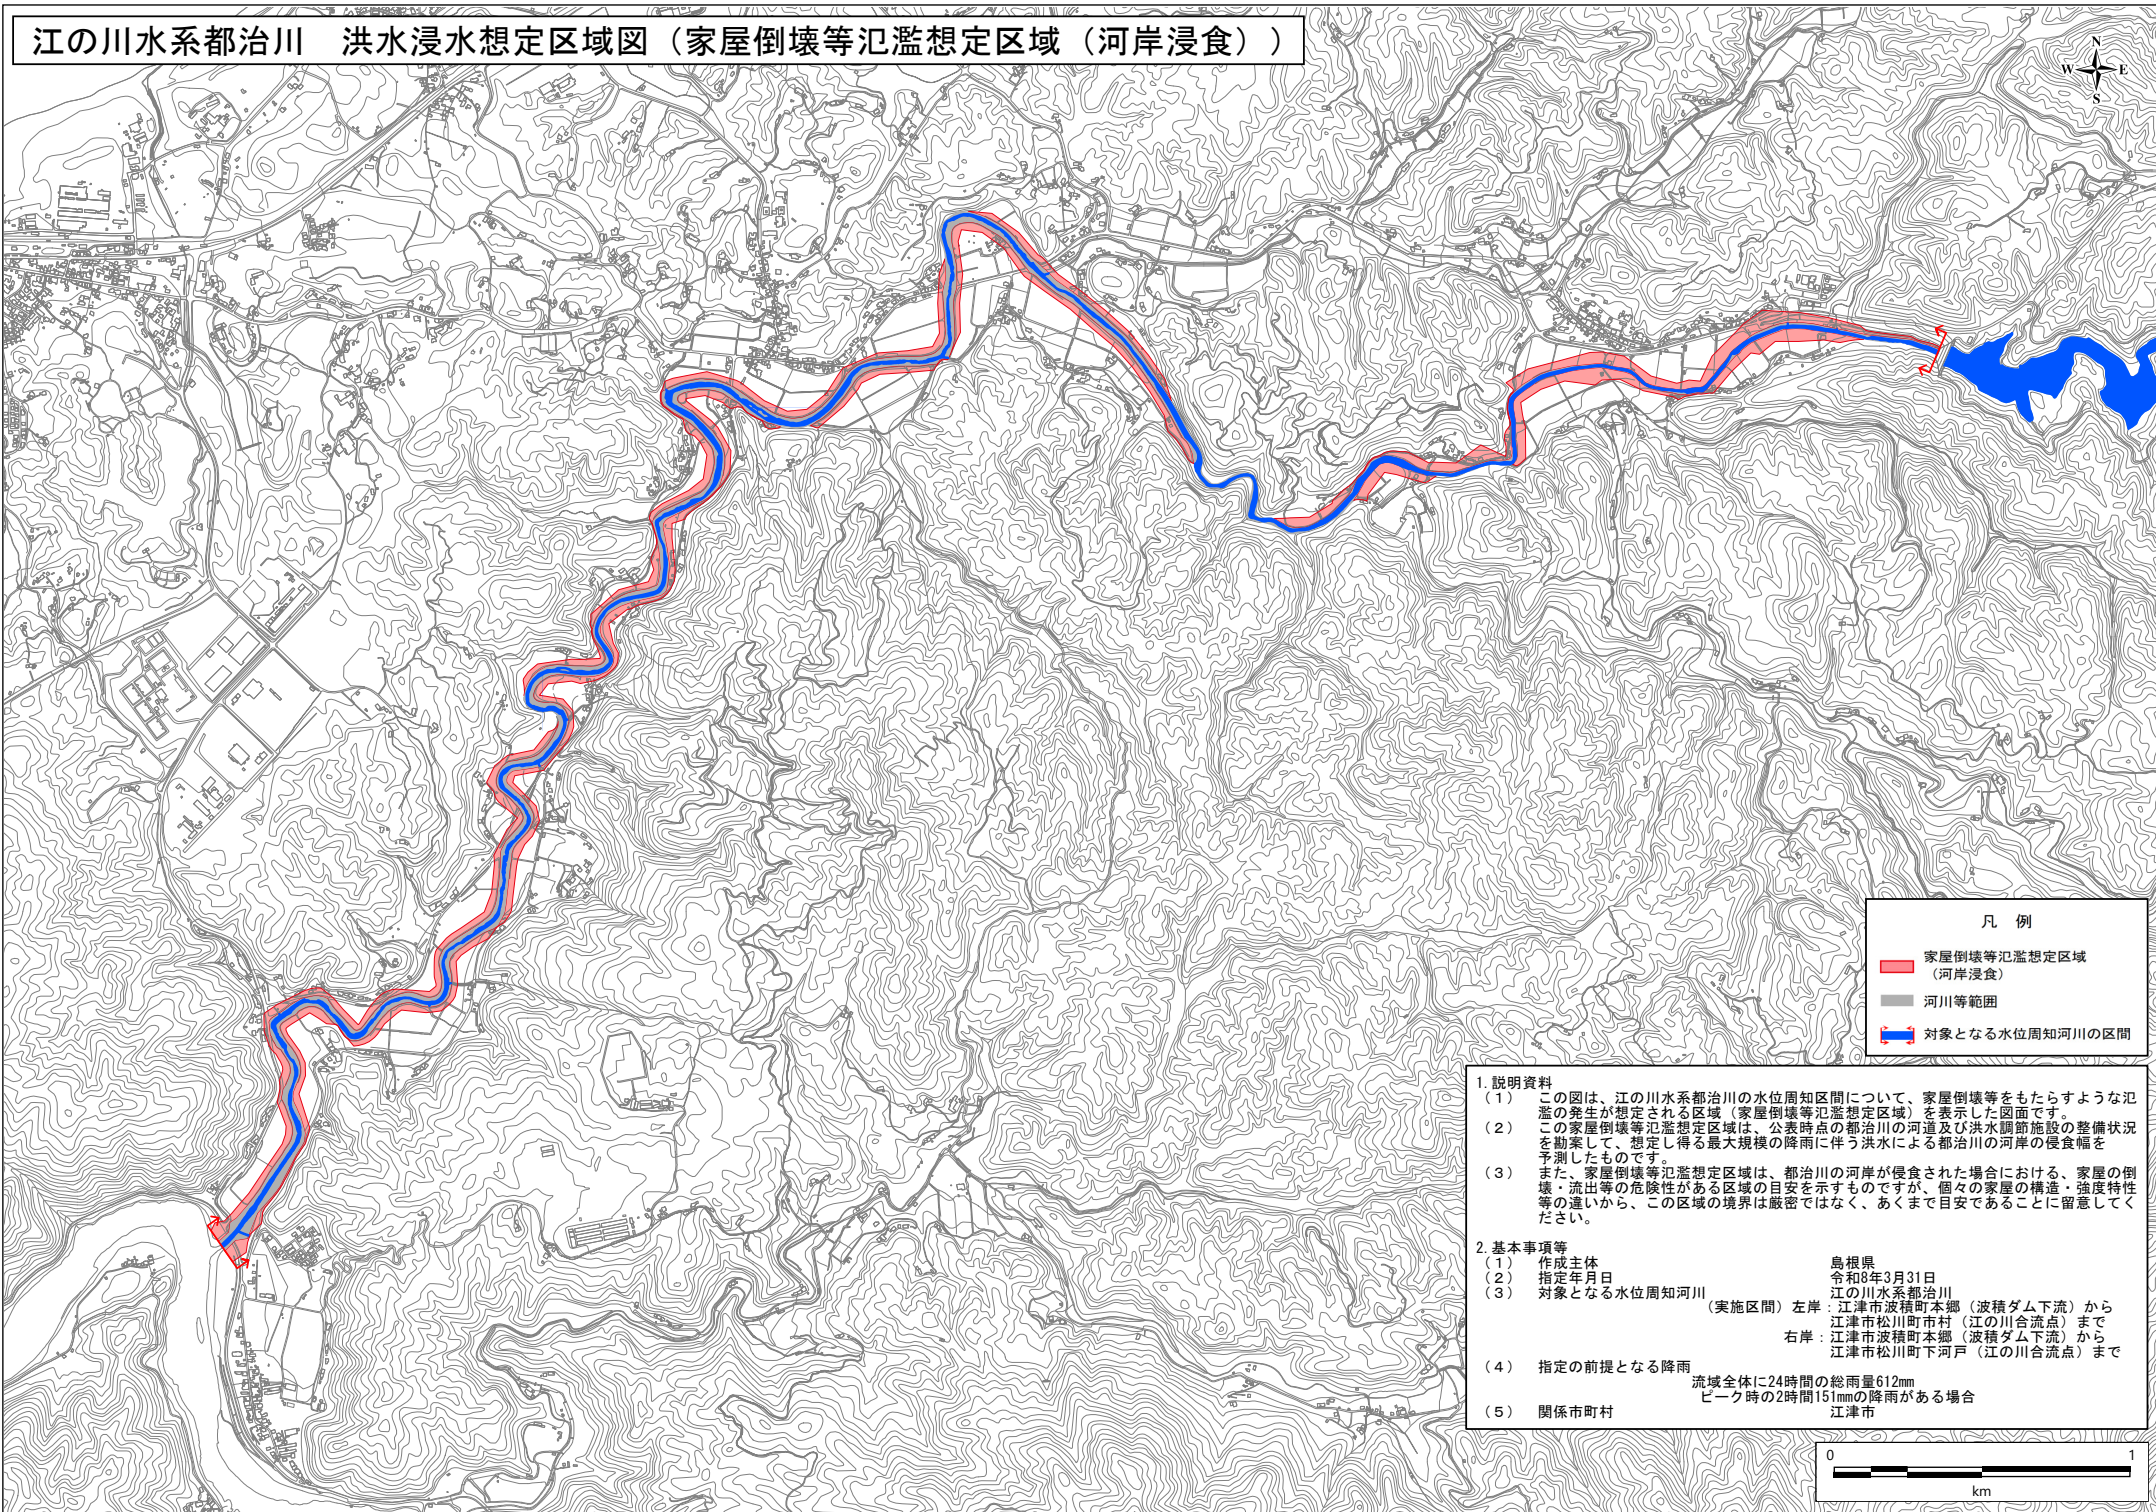 江の川水系都治川　洪水浸水想定区域図（家屋倒壊等氾濫想定区域（河岸浸食））
N
W E
S
凡　例
家屋倒壊等氾濫想定区域
（河岸浸食）
河川等範囲
対象となる水位周知河川の区間
1.説明資料
（１）　この図は、江の川水系都治川の水位周知区間について、家屋倒壊等をもたらすような氾
濫の発生が想定される区域（家屋倒壊等氾濫想定区域）を表示した図面です。
（２）　この家屋倒壊等氾濫想定区域は、公表時点の都治川の河道及び洪水調節施設の整備状況
を勘案して、想定し得る最大規模の降雨に伴う洪水による都治川の河岸の侵食幅を
予測したものです。
（３）　また、家屋倒壊等氾濫想定区域は、都治川の河岸が侵食された場合における、家屋の倒
壊・流出等の危険性がある区域の目安を示すものですが、個々の家屋の構造・強度特性
等の違いから、この区域の境界は厳密ではなく、あくまで目安であることに留意してく
ださい。
2.基本事項等
（１）　作成主体　島根県
（２）　指定年月日　令和8年3月31日
（３）　対象となる水位周知河川　江の川水系都治川
（実施区間）左岸：江津市波積町本郷（波積ダム下流）から
江津市松川町市村（江の川合流点）まで
右岸：江津市波積町本郷（波積ダム下流）から
江津市松川町下河戸（江の川合流点）まで
（４）　指定の前提となる降雨
流域全体に24時間の総雨量612mm
ピーク時の2時間151mmの降雨がある場合
（５）　関係市町村　江津市
0 1
km